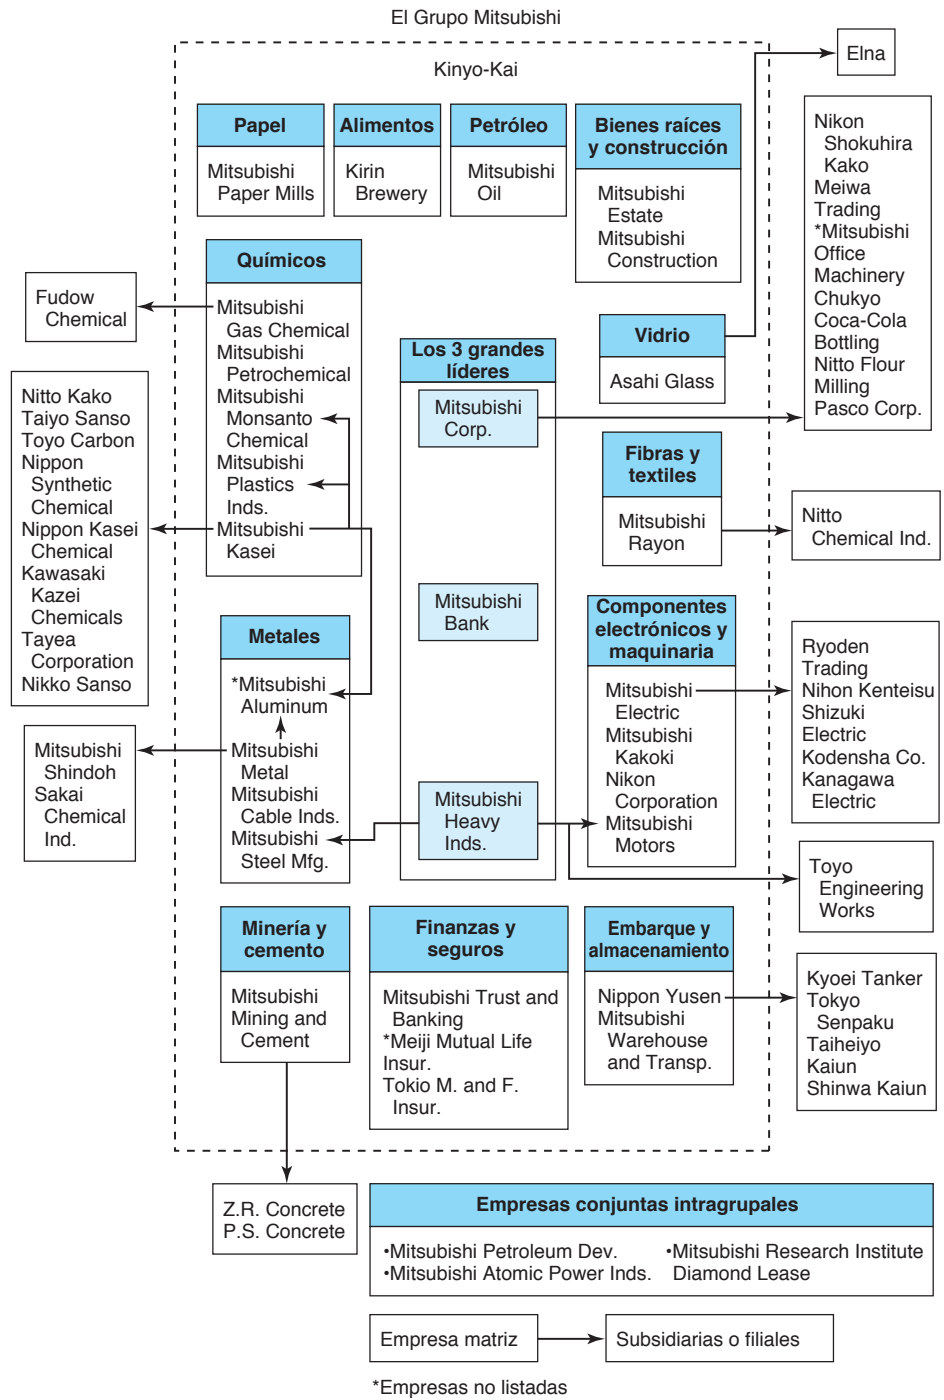 El Grupo Mitsubishi
Kinyo-Kai
Elna
Papel
Mitsubishi
Paper Mills
Alimentos
Kirin
Brewery
Petróleo
Mitsubishi
Oil
Bienes raíces
y construcción
Mitsubishi
Estate
Mitsubishi
Construction
Nikon
Shokuhira
Kako
Meiwa
Trading
*Mitsubishi
Office
Machinery
Chukyo
Coca-Cola
Bottling
Nitto Flour
Milling
Pasco Corp.
Químicos
Mitsubishi
Gas Chemical
Mitsubishi
Petrochemical
Mitsubishi
Monsanto
Chemical
Mitsubishi
Plastics
Inds.
Mitsubishi
Kasei
Fudow
Chemical
Nitto Kako
Taiyo Sanso
Toyo Carbon
Nippon
Synthetic
Chemical
Nippon Kasei
Chemical
Kawasaki
Kazei
Chemicals
Tayea
Corporation
Nikko Sanso
Los 3 grandes
líderes
Mitsubishi
Corp.
Mitsubishi
Bank
Mitsubishi
Heavy
Inds.
Vidrio
Asahi Glass
Fibras y
textiles
Mitsubishi
Rayon
Nitto
Chemical Ind.
Metales
*Mitsubishi
Aluminum
Mitsubishi
Metal
Mitsubishi
Cable Inds.
Mitsubishi
Steel Mfg.
Mitsubishi
Shindoh
Sakai
Chemical
Ind.
Componentes
electrónicos y
maquinaria
Mitsubishi
Electric
Mitsubishi
Kakoki
Nikon
Corporation
Mitsubishi
Motors
Ryoden
Trading
Nihon Kenteisu
Shizuki
Electric
Kodensha Co.
Kanagawa
Electric
Toyo
Engineering
Works
Minería y
cemento
Mitsubishi
Mining and
Cement
Finanzas y
seguros
Mitsubishi Trust and
Banking
*Meiji Mutual Life
Insur.
Tokio M. and F.
Insur.
Embarque y
almacenamiento
Nippon Yusen
Mitsubishi
Warehouse
and Transp.
Kyoei Tanker
Tokyo
Senpaku
Taiheiyo
Kaiun
Shinwa Kaiun
Z.R. Concrete
P.S. Concrete
Empresas conjuntas intragrupales
•Mitsubishi Petroleum Dev.
•Mitsubishi Atomic Power Inds.
•Mitsubishi Research Institute
Diamond Lease
Empresa matriz
Subsidiarias o filiales
*Empresas no listadas